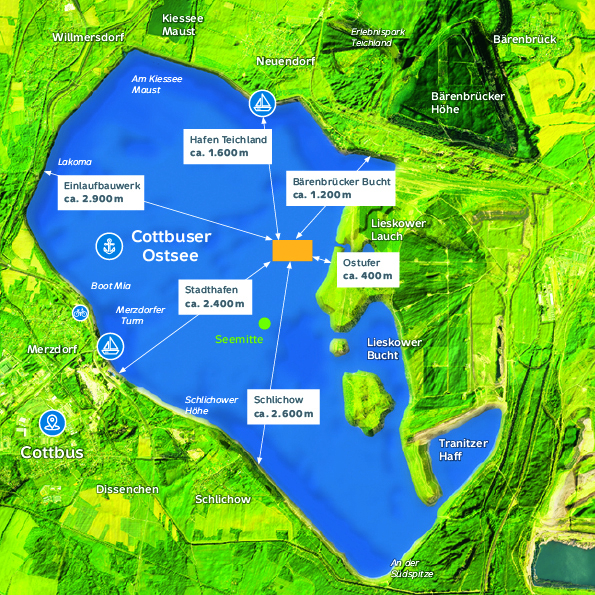 Kiessee
Maust
Willmersdorf
Erlebnispark
Teichland
Bärenbrück
Neuendorf
Am Kiessee
Maust
Bärenbrücker
Höhe
Hafen Teichland
ca. 1.600 m
Lakoma
Einlaufbauwerk
ca. 2.900 m
Bärenbrücker Bucht
ca. 1.200 m
Lieskower
Lauch
Cottbuser
Ostsee
Ostufer
ca. 400 m
Boot Mia
Stadthafen
ca. 2.400 m
Merzdorfer
Turm
Seemitte
Merzdorf
Lieskower
Bucht
Schlichower
Höhe
Schlichow
ca. 2.600 m
Cottbus
Tranitzer
Haff
Dissenchen
Schlichow
An der
Südspitze